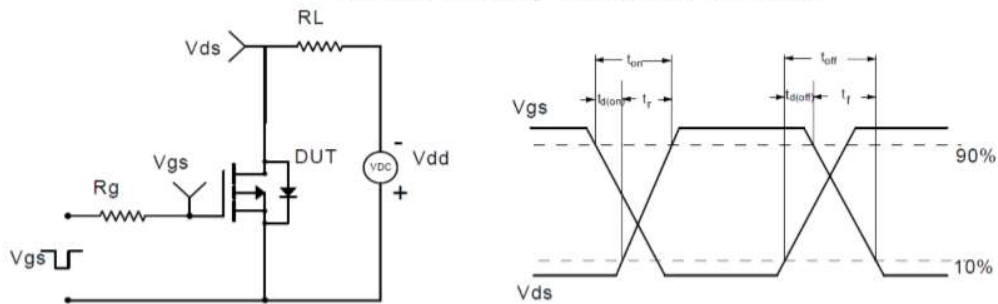 RL
Vds
Vgs
DUT
VDC
-
Vdd
+
Rg
Vgs
ton
toff
td(on)
tr
td(off)
tf
Vgs
90%
10%
Vds